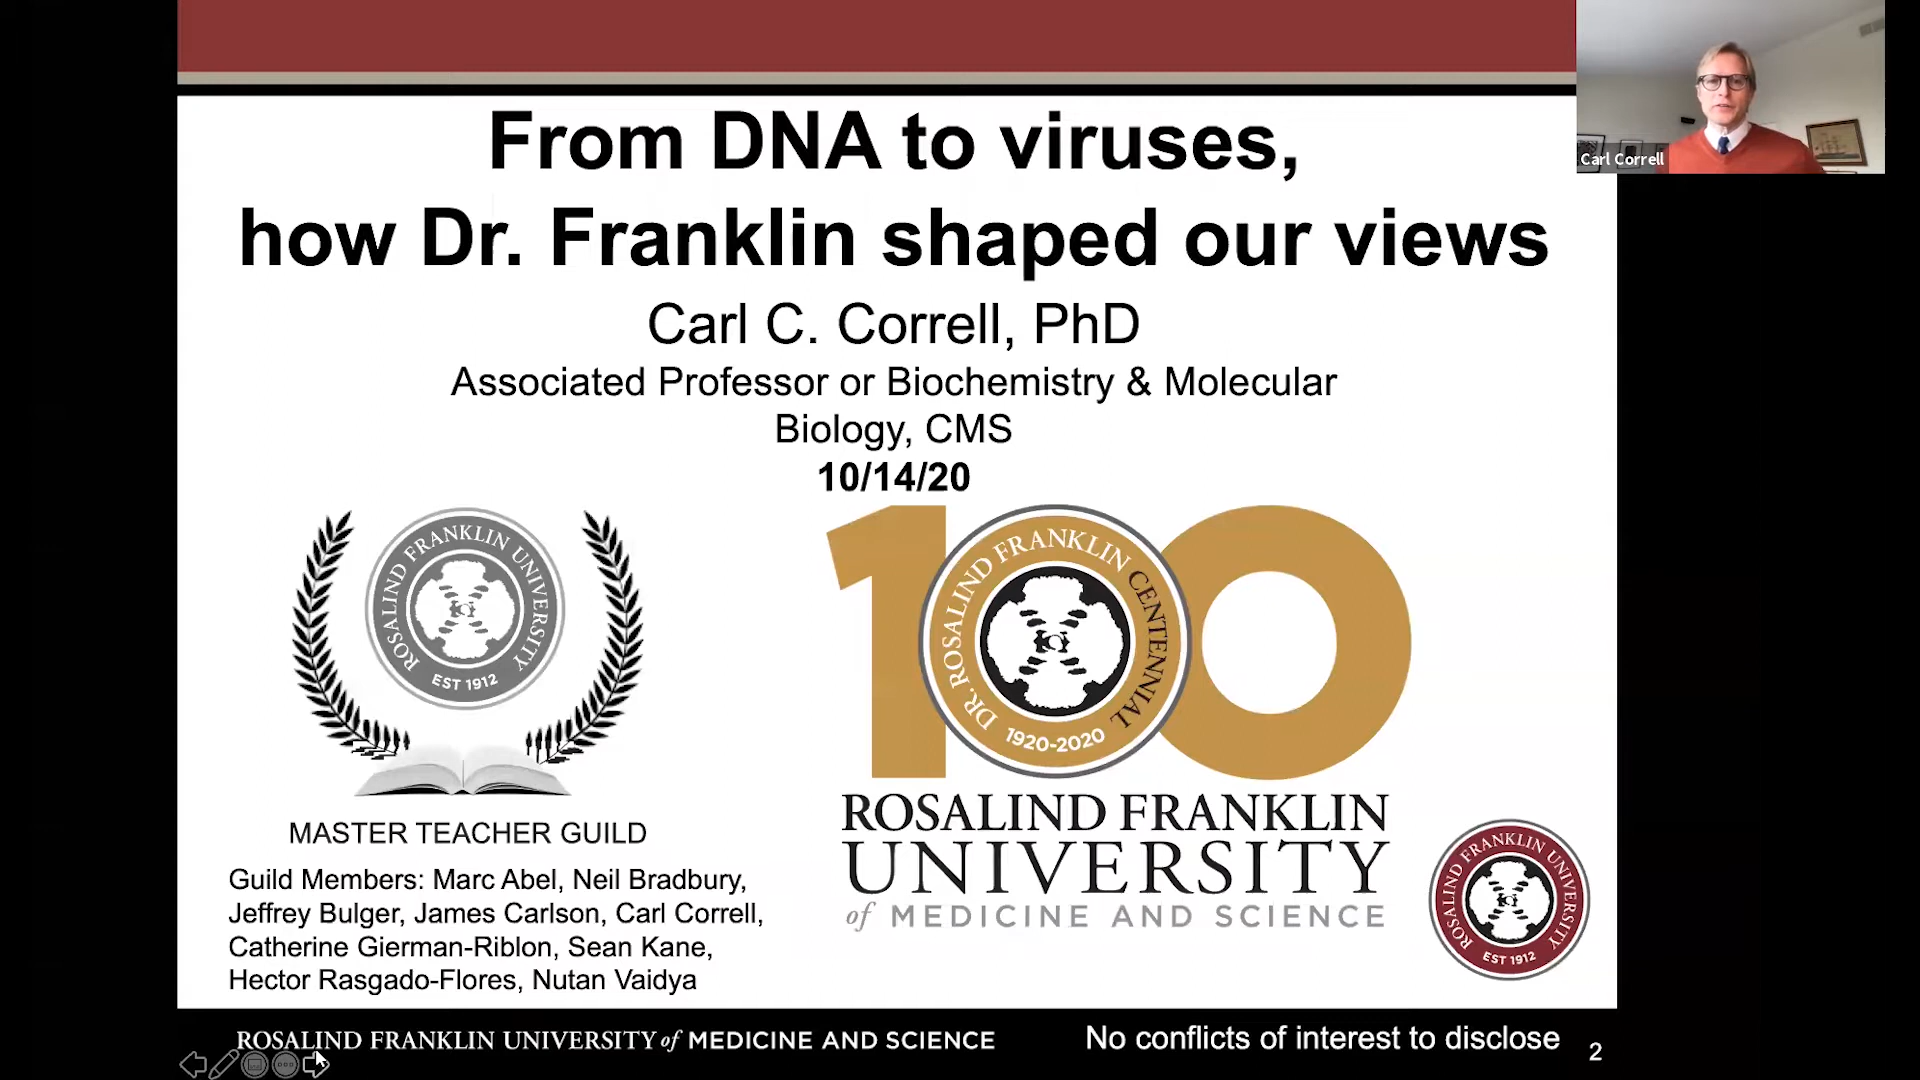 From DNA to viruses,
how Dr. Franklin shaped our views
Carl C. Correll, PhD
Associated Professor or Biochemistry & Molecular
Biology, CMS
10/14/20
Carl Correll
ROSALIND FRANKLIN UNIVERSITY
EST 1912
MASTER TEACHER GUILD
Guild Members: Marc Abel, Neil Bradbury,
Jeffrey Bulger, James Carlson, Carl Correll,
Catherine Gierman-Riblon, Sean Kane,
Hector Rasgado-Flores, Nutan Vaidya
100
DR. ROSALIND FRANKLIN CENTENNIAL
1920-2020
ROSALIND FRANKLIN
UNIVERSITY
of MEDICINE AND SCIENCE
ROSALIND FRANKLIN UNIVERSITY
EST 1912
ROSALIND FRANKLIN UNIVERSITY of MEDICINE AND SCIENCE
No conflicts of interest to disclose
2